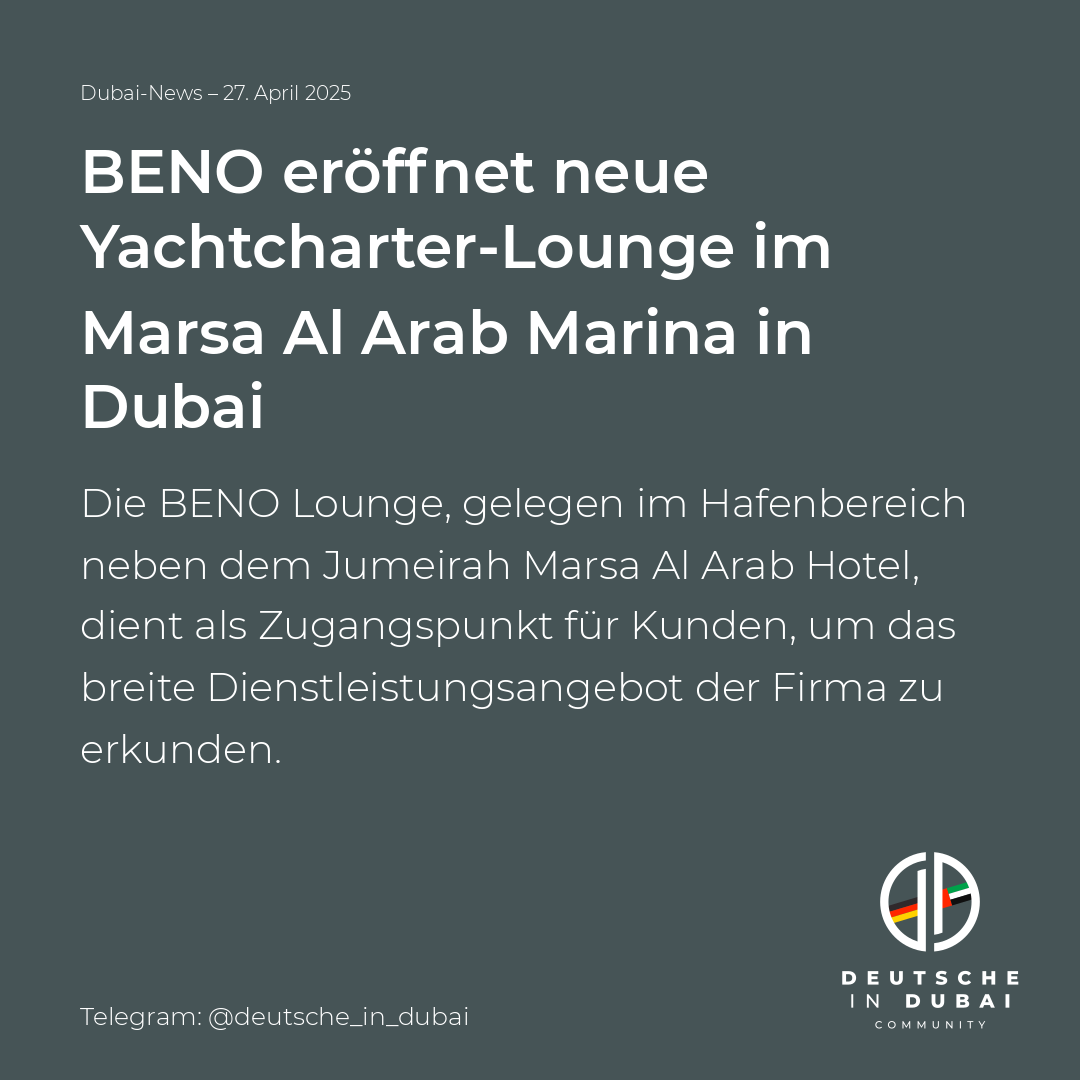 Dubai-News – 27. April 2025
BENO eröffnet neue
Yachtcharter-Lounge im
Marsa Al Arab Marina in
Dubai
Die BENO Lounge, gelegen im Hafenbereich
neben dem Jumeirah Marsa Al Arab Hotel,
dient als Zugangspunkt für Kunden, um das
breite Dienstleistungsangebot der Firma zu
erkunden.
Telegram: @deutsche_in_dubai
DEUTSCHE
IN DUBAI
COMMUNITY